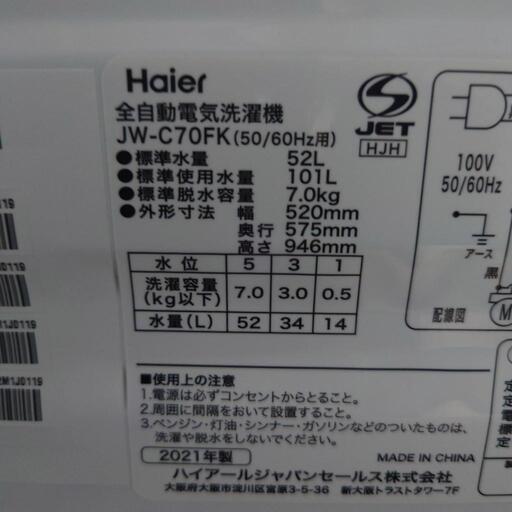 Haier
全自動電気洗濯機
JW-C70FK(50/60Hz用)
●標準水量 52L
●標準使用水量 101L
●標準脱水容量 7.0kg
●外形寸法 幅 520mm
奥行 575mm
高さ 946mm
S
JET
HJH
100V
50/60Hz
アース
黒
配線図
M
水位 5 3 1
洗濯容量(kg以下) 7.0 3.0 0.5
水量(L) 52 34 14
■使用上の注意
1.電源は必ずコンセントからとること。
2.周囲に間隔をおいて設置すること。
3.ベンジン・灯油・シンナー・ガソリンなどのついたものは、
洗濯や脱水をしないでください。
2021年製
MADE IN CHINA
ハイアールジャパンセールス株式会社
大阪府大阪市淀川区宮原3-5-36 新大阪トラストタワー7F